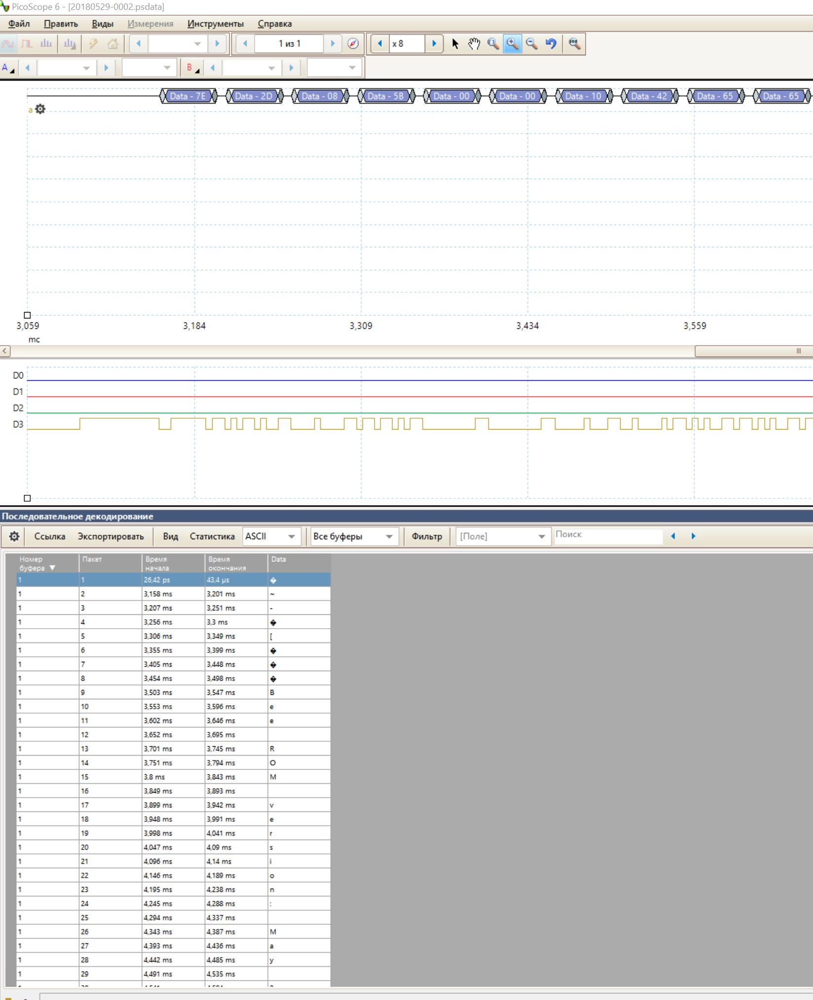 PicoScope 6 - [20180529-0002.psdata]
Файл Править Виды Измерения Инструменты Справка
1 из 1 x 8
A B
Data - 7E Data - 2D Data - 08 Data - 5B Data - 00 Data - 00 Data - 10 Data - 42 Data - 65 Data - 65
a
3,059 3,184 3,309 3,434 3,559
mc
D0
D1
D2
D3
Последовательное декодирование
Ссылка Экспортировать Вид Статистика ASCII Все буферы Фильтр [Поле] Поиск
Номер буфера Пакет Время начала Время окончания Data
1 1 26,42 ps 43,4 µs �
1 2 3,158 ms 3,201 ms ~
1 3 3,207 ms 3,251 ms -
1 4 3,256 ms 3,3 ms �
1 5 3,306 ms 3,349 ms [
1 6 3,355 ms 3,399 ms �
1 7 3,405 ms 3,448 ms �
1 8 3,454 ms 3,498 ms �
1 9 3,503 ms 3,547 ms B
1 10 3,553 ms 3,596 ms e
1 11 3,602 ms 3,646 ms e
1 12 3,652 ms 3,695 ms
1 13 3,701 ms 3,745 ms R
1 14 3,751 ms 3,794 ms O
1 15 3,8 ms 3,843 ms M
1 16 3,849 ms 3,893 ms
1 17 3,899 ms 3,942 ms v
1 18 3,948 ms 3,991 ms e
1 19 3,998 ms 4,041 ms r
1 20 4,047 ms 4,09 ms s
1 21 4,096 ms 4,14 ms i
1 22 4,146 ms 4,189 ms o
1 23 4,195 ms 4,238 ms n
1 24 4,245 ms 4,288 ms :
1 25 4,294 ms 4,337 ms
1 26 4,343 ms 4,387 ms M
1 27 4,393 ms 4,436 ms a
1 28 4,442 ms 4,485 ms y
1 29 4,491 ms 4,535 ms